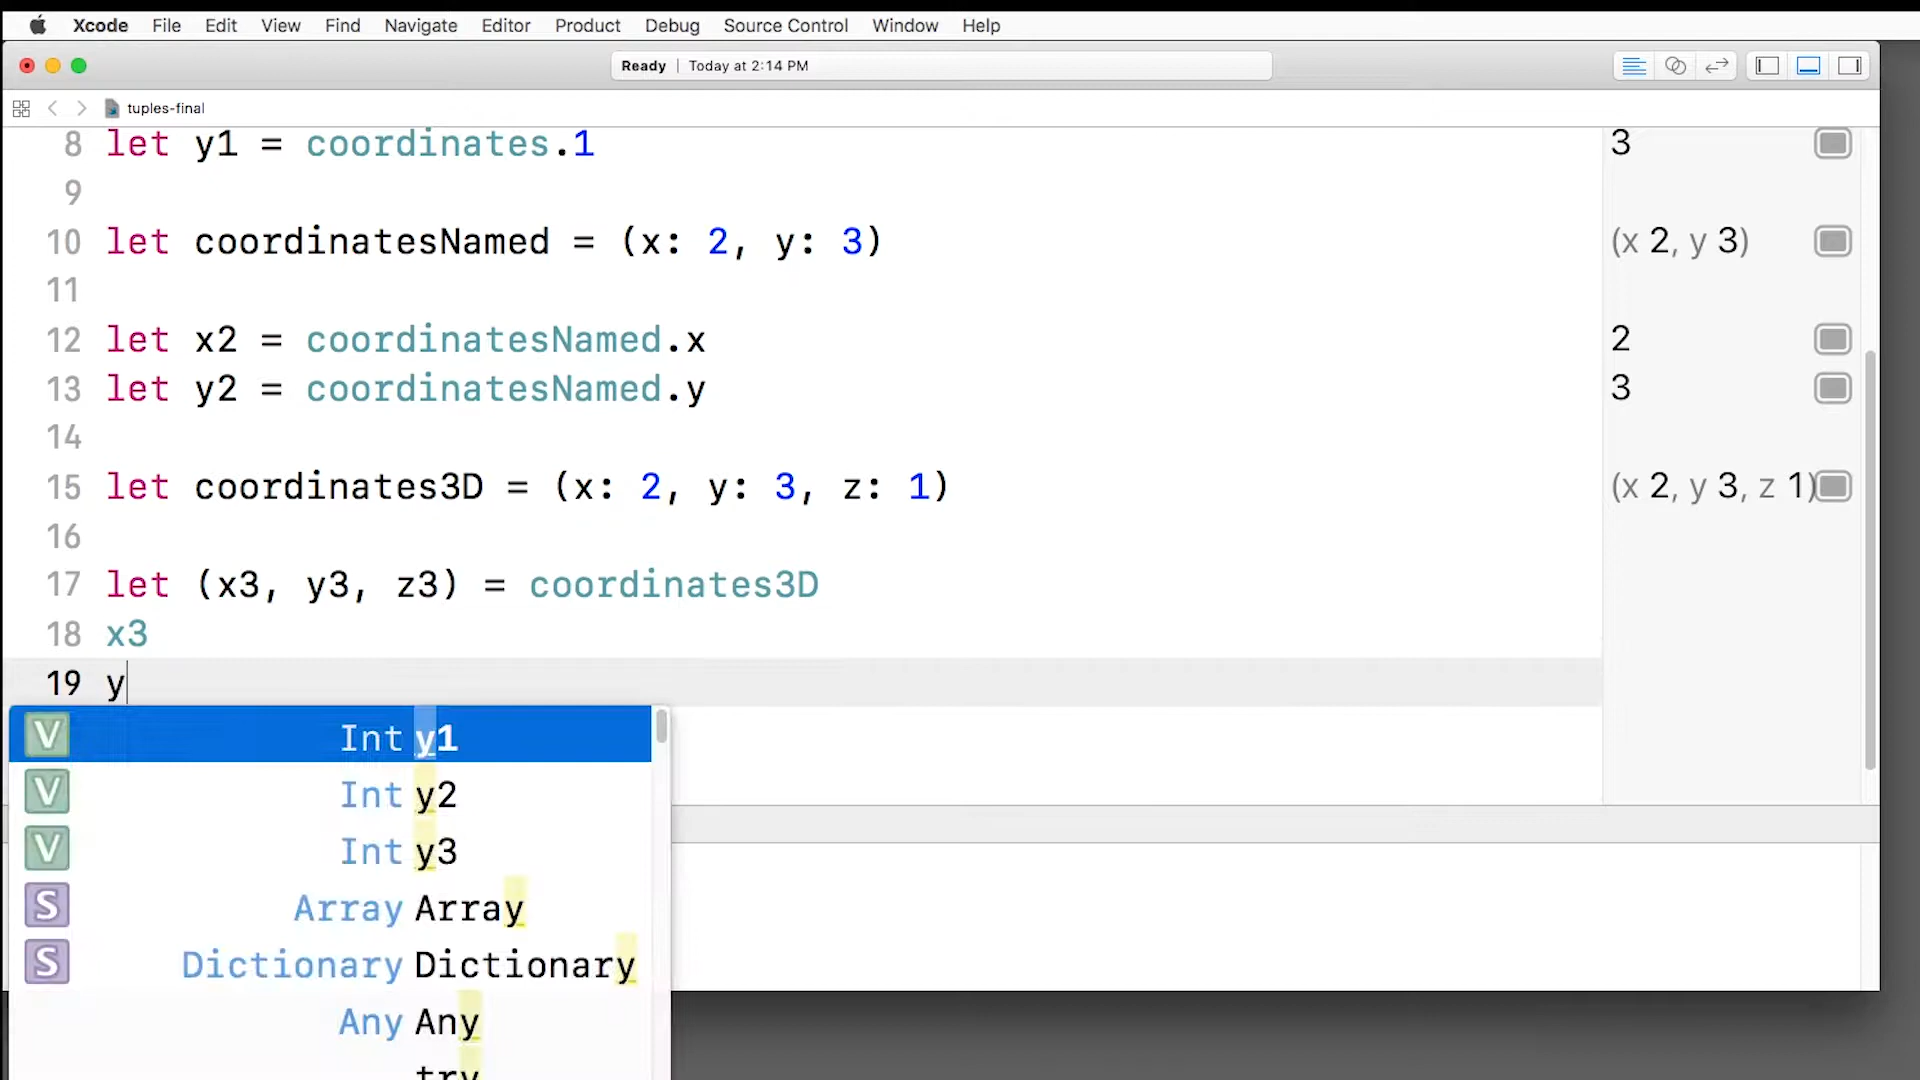 Xcode File Edit View Find Navigate Editor Product Debug Source Control Window Help
Ready | Today at 2:14 PM
tuples-final
8 let y1 = coordinates.1 3
9
10 let coordinatesNamed = (x: 2, y: 3) (x 2, y 3)
11
12 let x2 = coordinatesNamed.x 2
13 let y2 = coordinatesNamed.y 3
14
15 let coordinates3D = (x: 2, y: 3, z: 1) (x 2, y 3, z 1)
16
17 let (x3, y3, z3) = coordinates3D
18 x3
19 y
V Int y1
V Int y2
V Int y3
S Array Array
S Dictionary Dictionary
Any Any
try